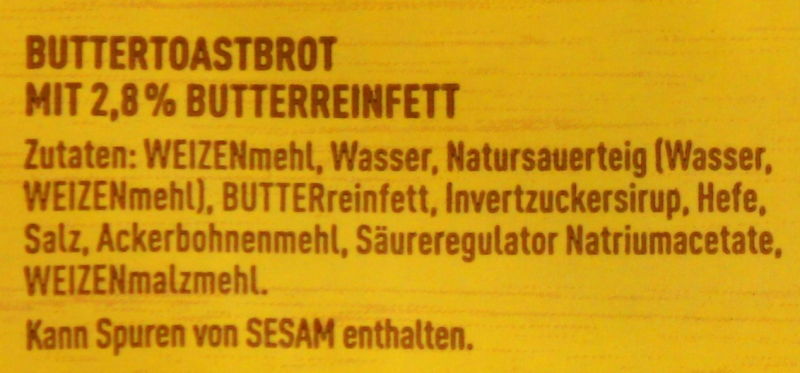 BUTTERTOASTBROT
MIT 2,8% BUTTERREINFETT
Zutaten: WEIZENmehl, Wasser, Natursauerteig (Wasser,
WEIZENmehl), BUTTERreinfett, Invertzuckersirup, Hefe,
Salz, Ackerbohnenmehl, Säureregulator Natriumacetate,
WEIZENmalzmehl.
Kann Spuren von SESAM enthalten.